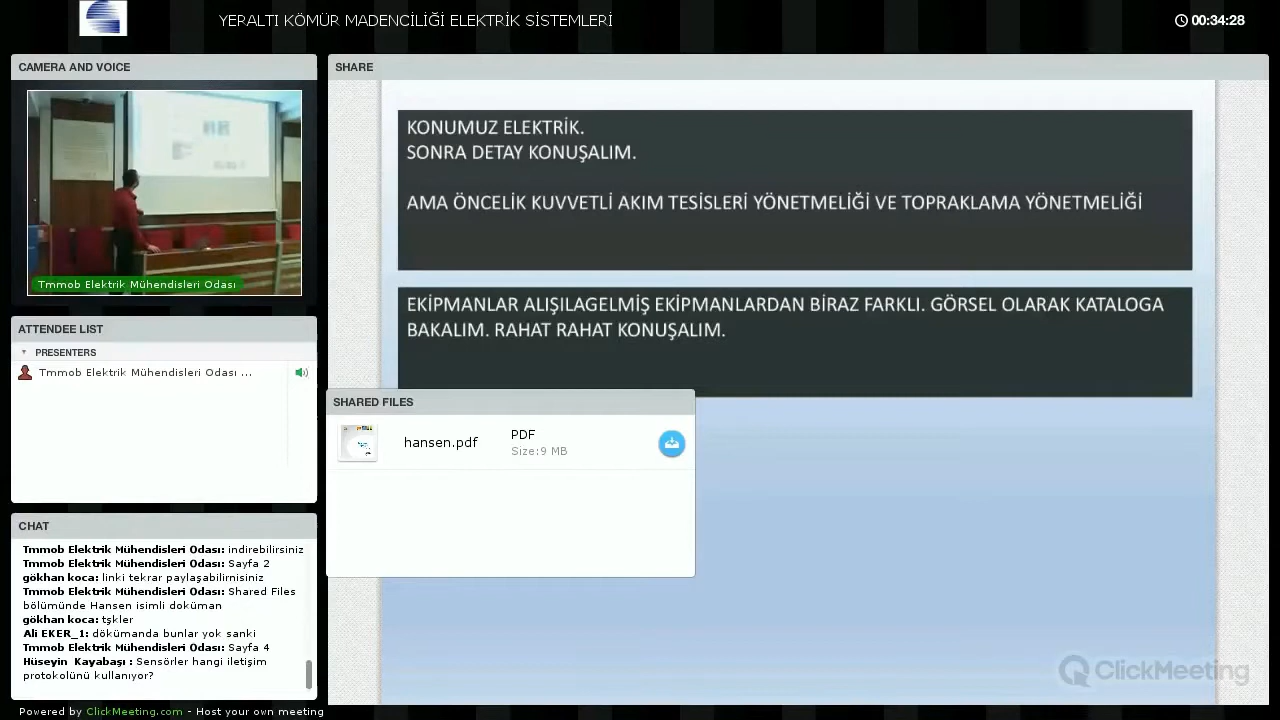 YERALTI KÖMÜR MADENCİLİĞİ ELEKTRİK SİSTEMLERİ
00:34:28
CAMERA AND VOICE
Tmmob Elektrik Mühendisleri Odası
ATTENDEE LIST
PRESENTERS
Tmmob Elektrik Mühendisleri Odası ...
CHAT
Tmmob Elektrik Mühendisleri Odası: indirebilirsiniz
Tmmob Elektrik Mühendisleri Odası: Sayfa 2
gökhan koca: linki tekrar paylaşabilirnisiniz
Tmmob Elektrik Mühendisleri Odası: Shared Files
bölümünde Hansen isimli doküman
gökhan koca: tşkler
Ali EKER_1: dökümanda bunlar yok sanki
Tmmob Elektrik Mühendisleri Odası: Sayfa 4
Hüseyin Kayabaşı : Sensörler hangi iletişim
protokolünü kullanıyor?
SHARE
KONUMUZ ELEKTRİK.
SONRA DETAY KONUŞALIM.
AMA ÖNCELİK KUVVETLİ AKIM TESİSLERİ YÖNETMELİĞİ VE TOPRAKLAMA YÖNETMELİĞİ
EKİPMANLAR ALIŞILAGELMİŞ EKİPMANLARDAN BİRAZ FARKLI. GÖRSEL OLARAK KATALOGA
BAKALIM. RAHAT RAHAT KONUŞALIM.
SHARED FILES
hansen.pdf
PDF
Size:9 MB
ClickMeeting
Powered by ClickMeeting.com - Host your own meeting